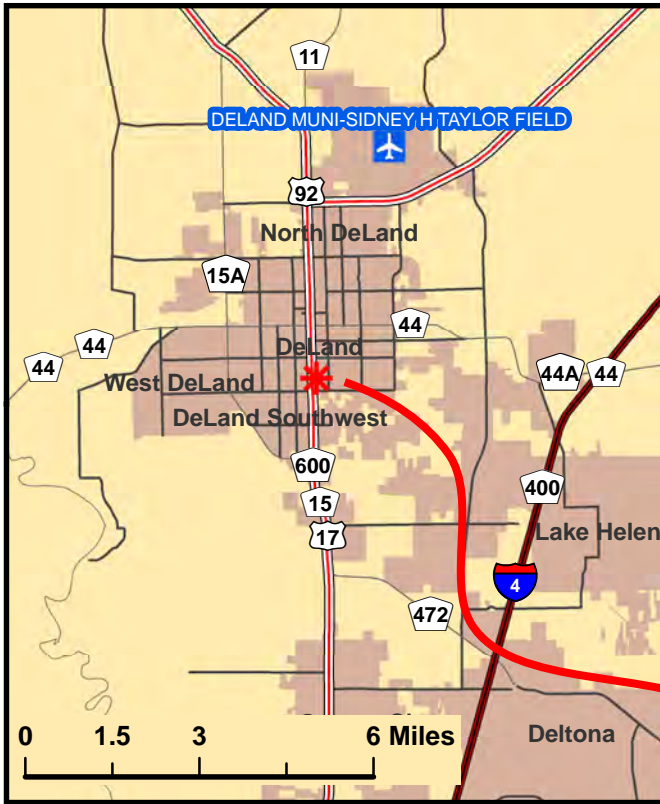 11
DELAND MUNI-SIDNEY H TAYLOR FIELD
92
North DeLand
15A
44
44
44
DeLand
44A
44
West DeLand
DeLand Southwest
600
400
15
17
Lake Helen
4
472
Deltona
0 1.5 3 6 Miles